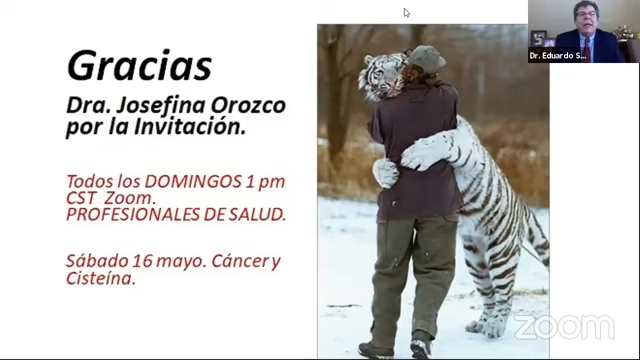 Gracias
Dra. Josefina Orozco
por la Invitación.
Todos los DOMINGOS 1 pm
CST Zoom.
PROFESIONALES DE SALUD.
Sábado 16 mayo. Cáncer y
Cisteína.
Dr. Eduardo S...
zoom